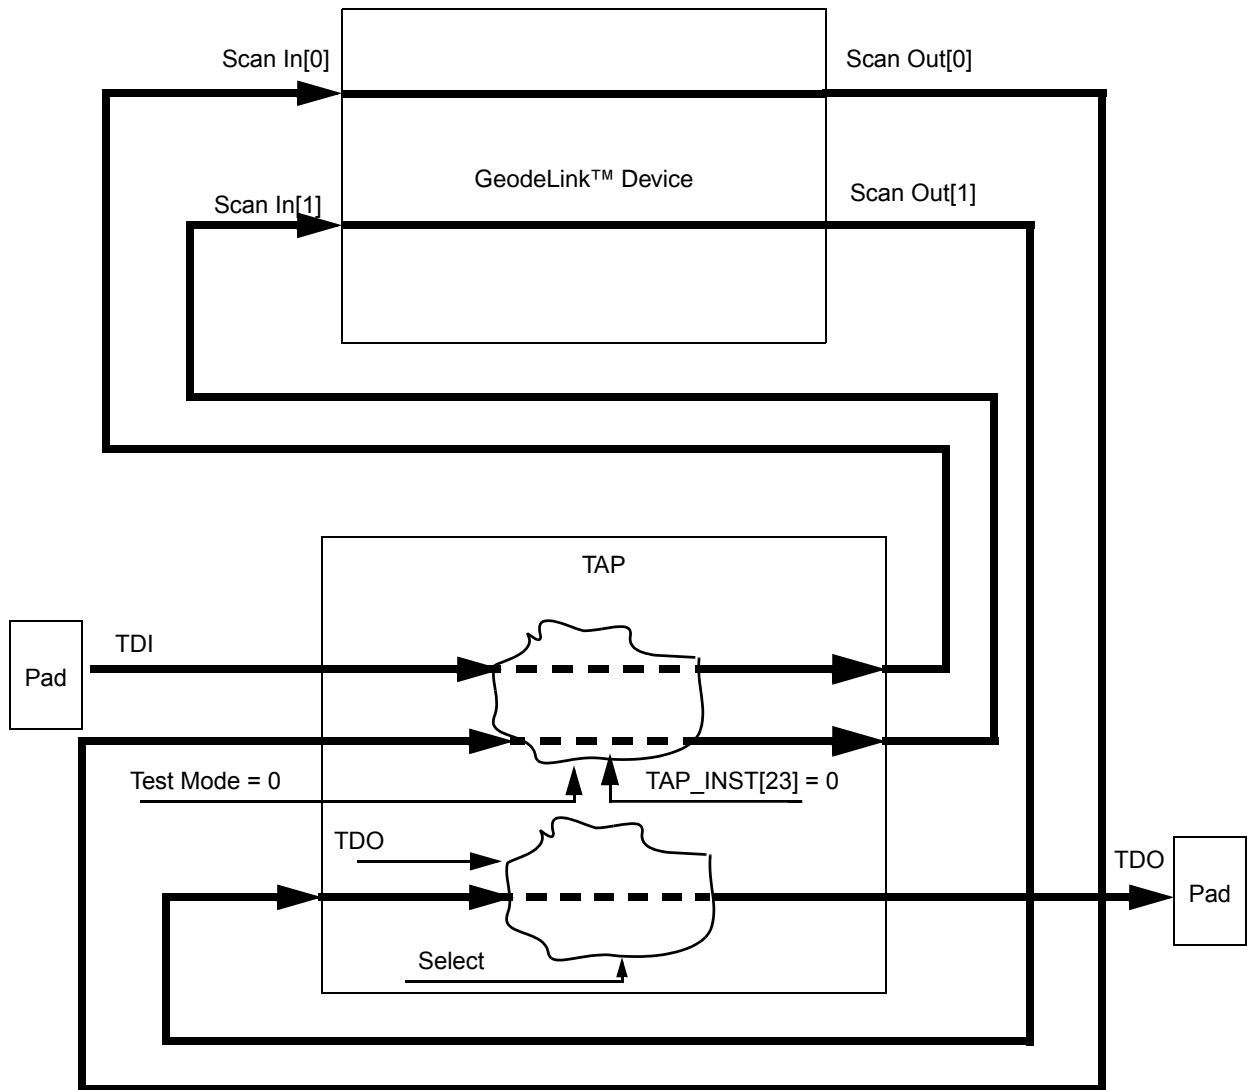 Scan In[0]
Scan Out[0]
GeodeLink™ Device
Scan In[1]
Scan Out[1]
TAP
TDI
Pad
Test Mode = 0
TAP_INST[23] = 0
TDO
TDO
Pad
Select